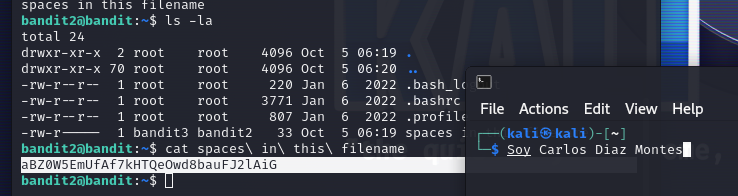 spaces in this filename
bandit2@bandit:~$ ls -la
total 24
drwxr-xr-x  2 root    root    4096 Oct  5 06:19 .
drwxr-xr-x 70 root    root    4096 Oct  5 06:20 ..
-rw-r--r--  1 root    root     220 Jan  6  2022
-rw-r--r--  1 root    root    3771 Jan  6  2022 .bashrc
-rw-r--r--  1 root    root     807 Jan  6  2022 .profile
-rw-r-----  1 bandit3 bandit2   33 Oct  5 06:19 spaces
bandit2@bandit:~$ cat spaces\ in\ this\ filename
aBZ0W5EmUfAf7kHTQeOwd8bauFJ2lAiG
bandit2@bandit:~$
File Actions Edit View Help
┌──(kali㉿kali)-[~]
└─$ Soy Carlos Diaz Montes